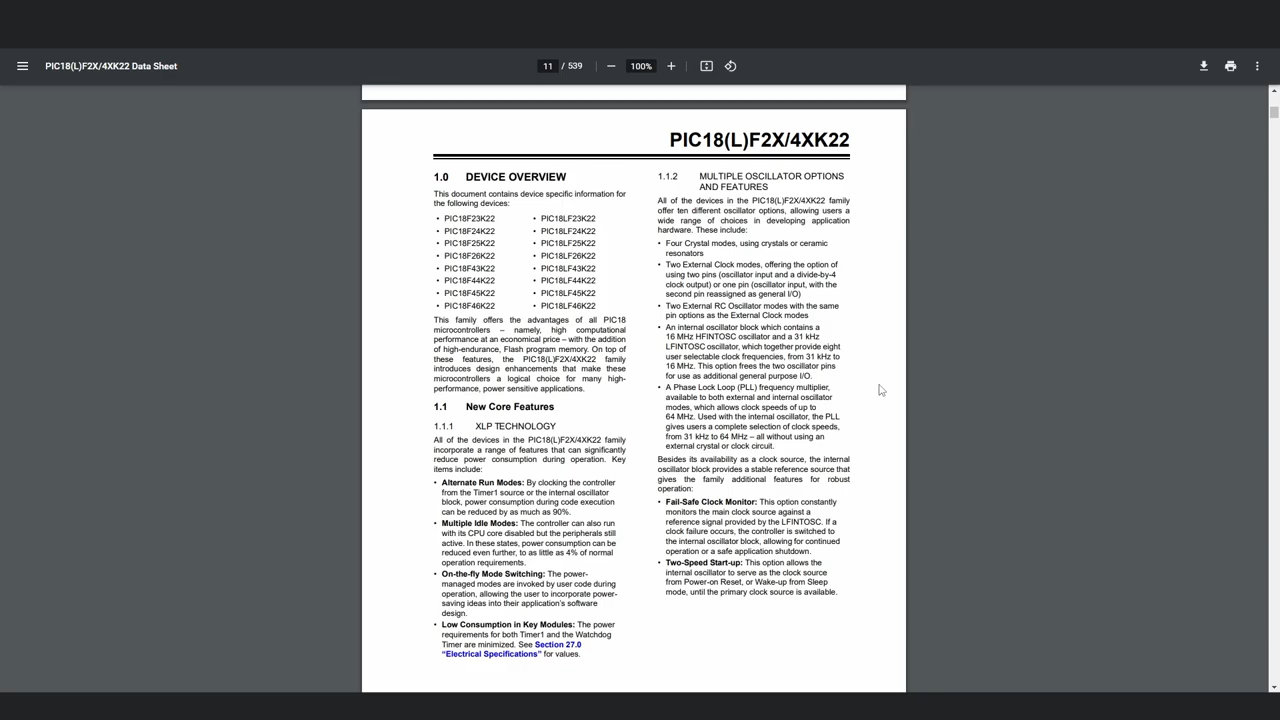 PIC18(L)F2X/4XK22 Data Sheet
11 / 539
100%
PIC18(L)F2X/4XK22
1.0 DEVICE OVERVIEW
This document contains device specific information for
the following devices:
• PIC18F23K22 • PIC18LF23K22
• PIC18F24K22 • PIC18LF24K22
• PIC18F25K22 • PIC18LF25K22
• PIC18F26K22 • PIC18LF26K22
• PIC18F43K22 • PIC18LF43K22
• PIC18F44K22 • PIC18LF44K22
• PIC18F45K22 • PIC18LF45K22
• PIC18F46K22 • PIC18LF46K22
This family offers the advantages of all PIC18
microcontrollers – namely, high computational
performance at an economical price – with the addition
of high-endurance, Flash program memory. On top of
these features, the PIC18(L)F2X/4XK22 family
introduces design enhancements that make these
microcontrollers a logical choice for many high-
performance, power sensitive applications.
1.1 New Core Features
1.1.1 XLP TECHNOLOGY
All of the devices in the PIC18(L)F2X/4XK22 family
incorporate a range of features that can significantly
reduce power consumption during operation. Key
items include:
• Alternate Run Modes: By clocking the controller
from the Timer1 source or the internal oscillator
block, power consumption during code execution
can be reduced by as much as 90%.
• Multiple Idle Modes: The controller can also run
with its CPU core disabled but the peripherals still
active. In these states, power consumption can be
reduced even further, to as little as 4% of normal
operation requirements.
• On-the-fly Mode Switching: The power-
managed modes are invoked by user code during
operation, allowing the user to incorporate power-
saving ideas into their application's software
design.
• Low Consumption in Key Modules: The power
requirements for both Timer1 and the Watchdog
Timer are minimized. See Section 27.0
“Electrical Specifications” for values.
1.1.2 MULTIPLE OSCILLATOR OPTIONS
AND FEATURES
All of the devices in the PIC18(L)F2X/4XK22 family
offer ten different oscillator options, allowing users a
wide range of choices in developing application
hardware. These include:
• Four Crystal modes, using crystals or ceramic
resonators
• Two External Clock modes, offering the option of
using two pins (oscillator input and a divide-by-4
clock output) or one pin (oscillator input, with the
second pin reassigned as general I/O)
• Two External RC Oscillator modes with the same
pin options as the External Clock modes
• An internal oscillator block which contains a
16 MHz HFINTOSC oscillator and a 31 kHz
LFINTOSC oscillator, which together provide eight
user selectable clock frequencies, from 31 kHz to
16 MHz. This option frees the two oscillator pins
for use as additional general purpose I/O.
• A Phase Lock Loop (PLL) frequency multiplier,
available to both external and internal oscillator
modes, which allows clock speeds of up to
64 MHz. Used with the internal oscillator, the PLL
gives users a complete selection of clock speeds,
from 31 kHz to 64 MHz – all without using an
external crystal or clock circuit.
Besides its availability as a clock source, the internal
oscillator block provides a stable reference source that
gives the family additional features for robust
operation:
• Fail-Safe Clock Monitor: This option constantly
monitors the main clock source against a
reference signal provided by the LFINTOSC. If a
clock failure occurs, the controller is switched to
the internal oscillator block, allowing for continued
operation or a safe application shutdown.
• Two-Speed Start-up: This option allows the
internal oscillator to serve as the clock source
from Power-on Reset, or Wake-up from Sleep
mode, until the primary clock source is available.